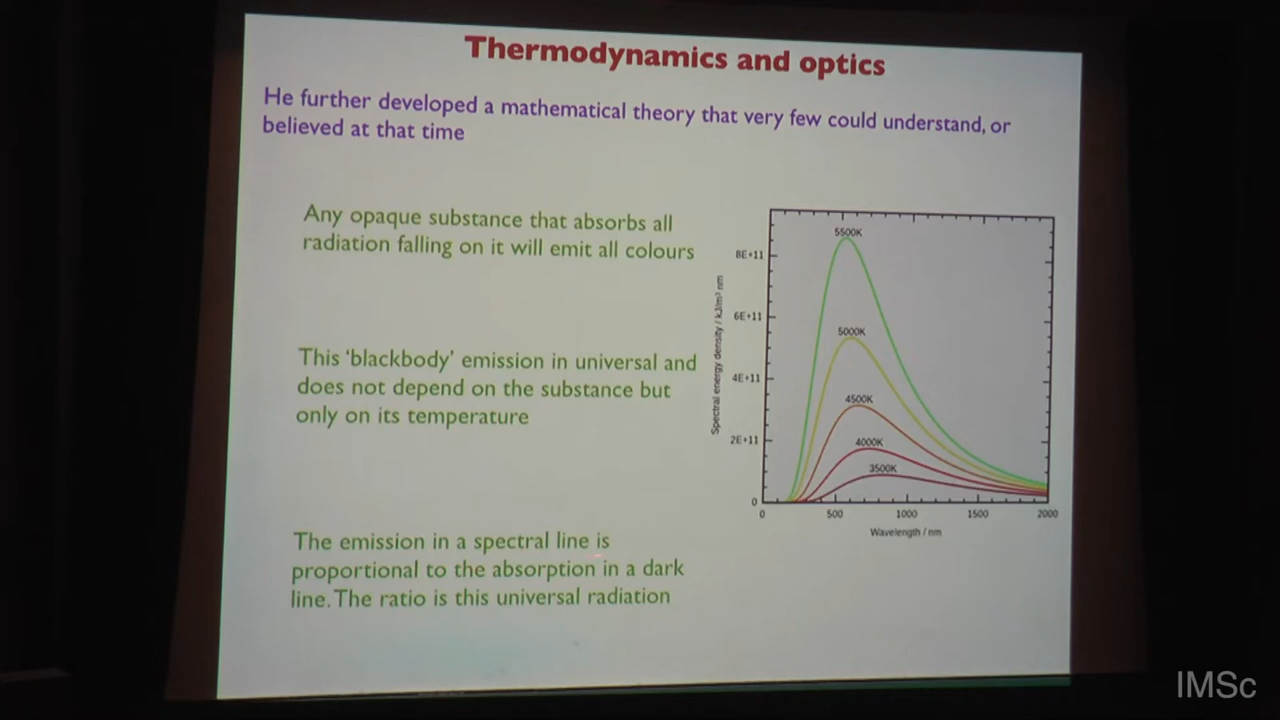 Thermodynamics and optics
He further developed a mathematical theory that very few could understand, or
believed at that time
Any opaque substance that absorbs all
radiation falling on it will emit all colours
This ‘blackbody’ emission in universal and
does not depend on the substance but
only on its temperature
The emission in a spectral line is
proportional to the absorption in a dark
line. The ratio is this universal radiation
5500K
5000K
4500K
4000K
3500K
8E+11
6E+11
4E+11
2E+11
0
Spectral energy density / kJ/m³ nm
0 500 1000 1500 2000
Wavelength / nm
IMSc